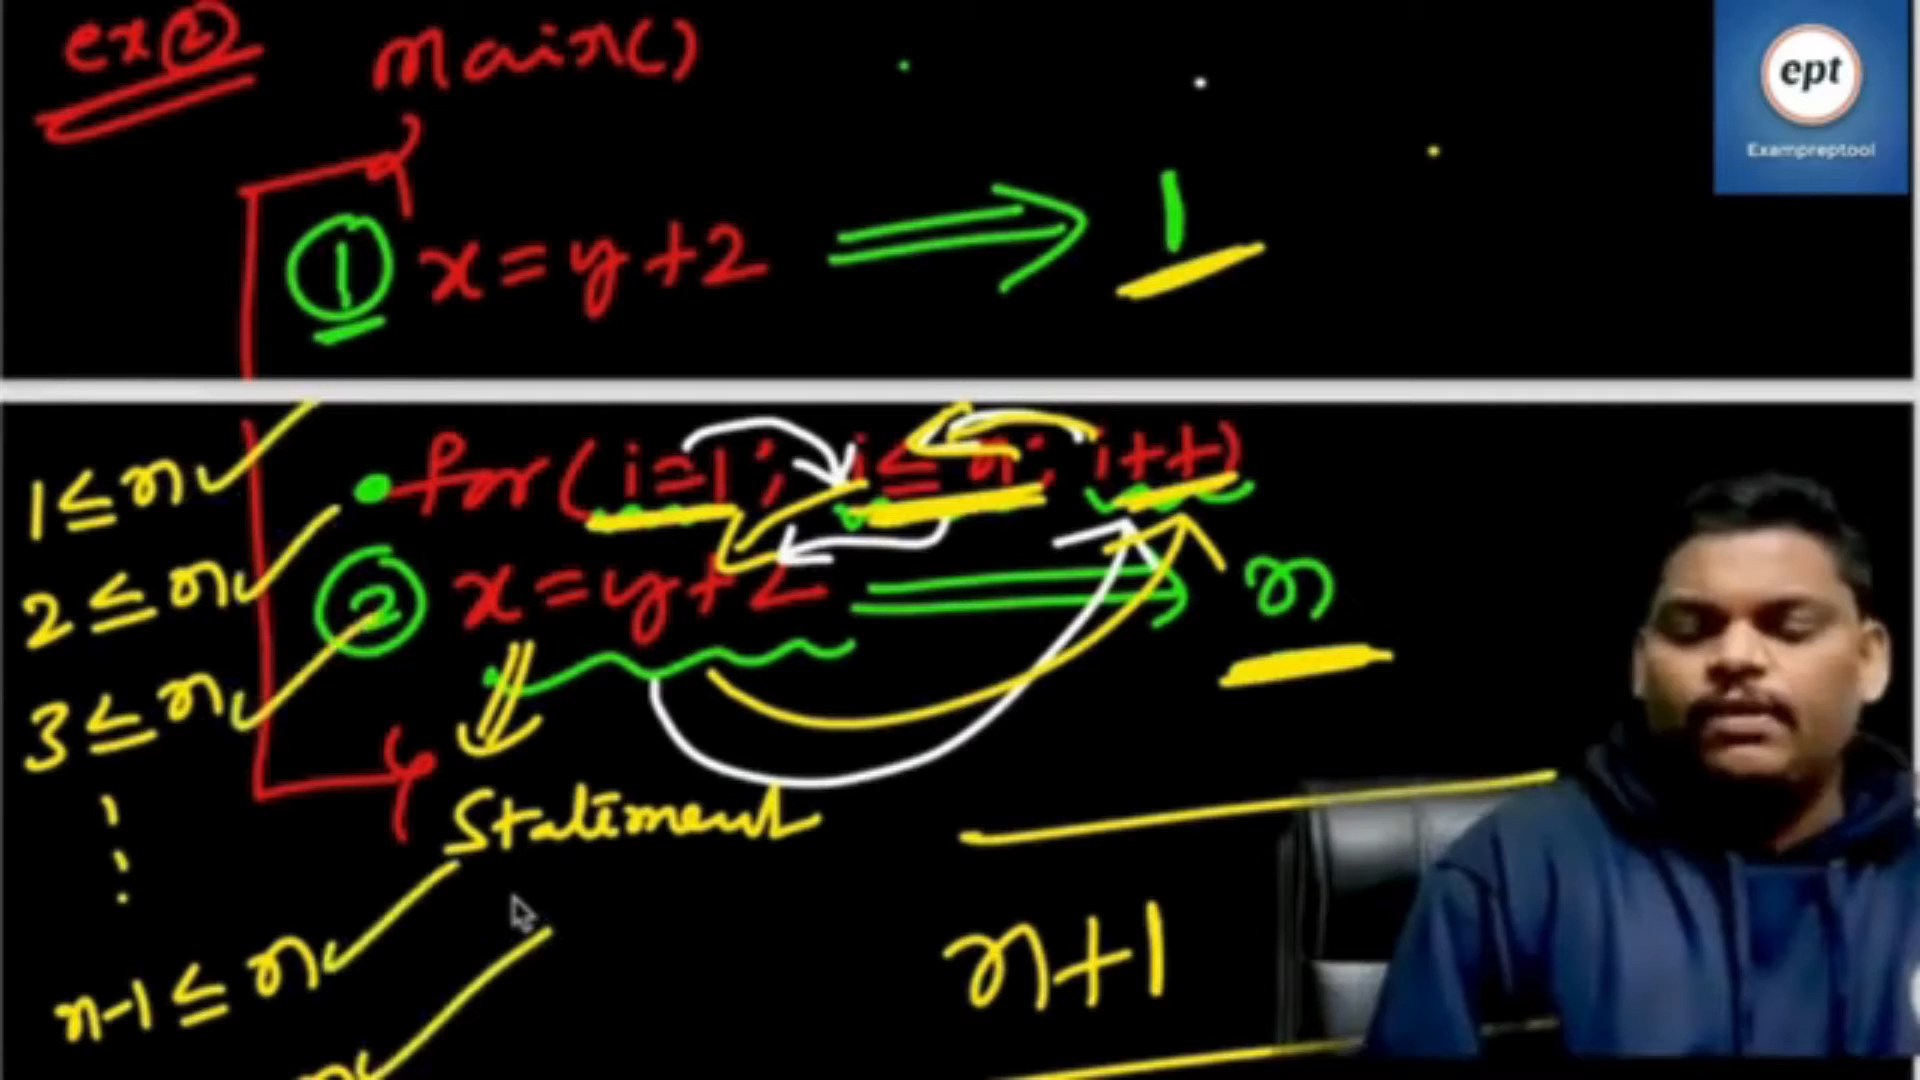 ex②
main()
ept
Exampreptool
{
① x=y+2 ⇒ 1
for(i=1; i≤n; i++)
1≤n
2≤n
② x=y+2 ⇒ n
3≤n
}
Statement
n-1≤n
n+1